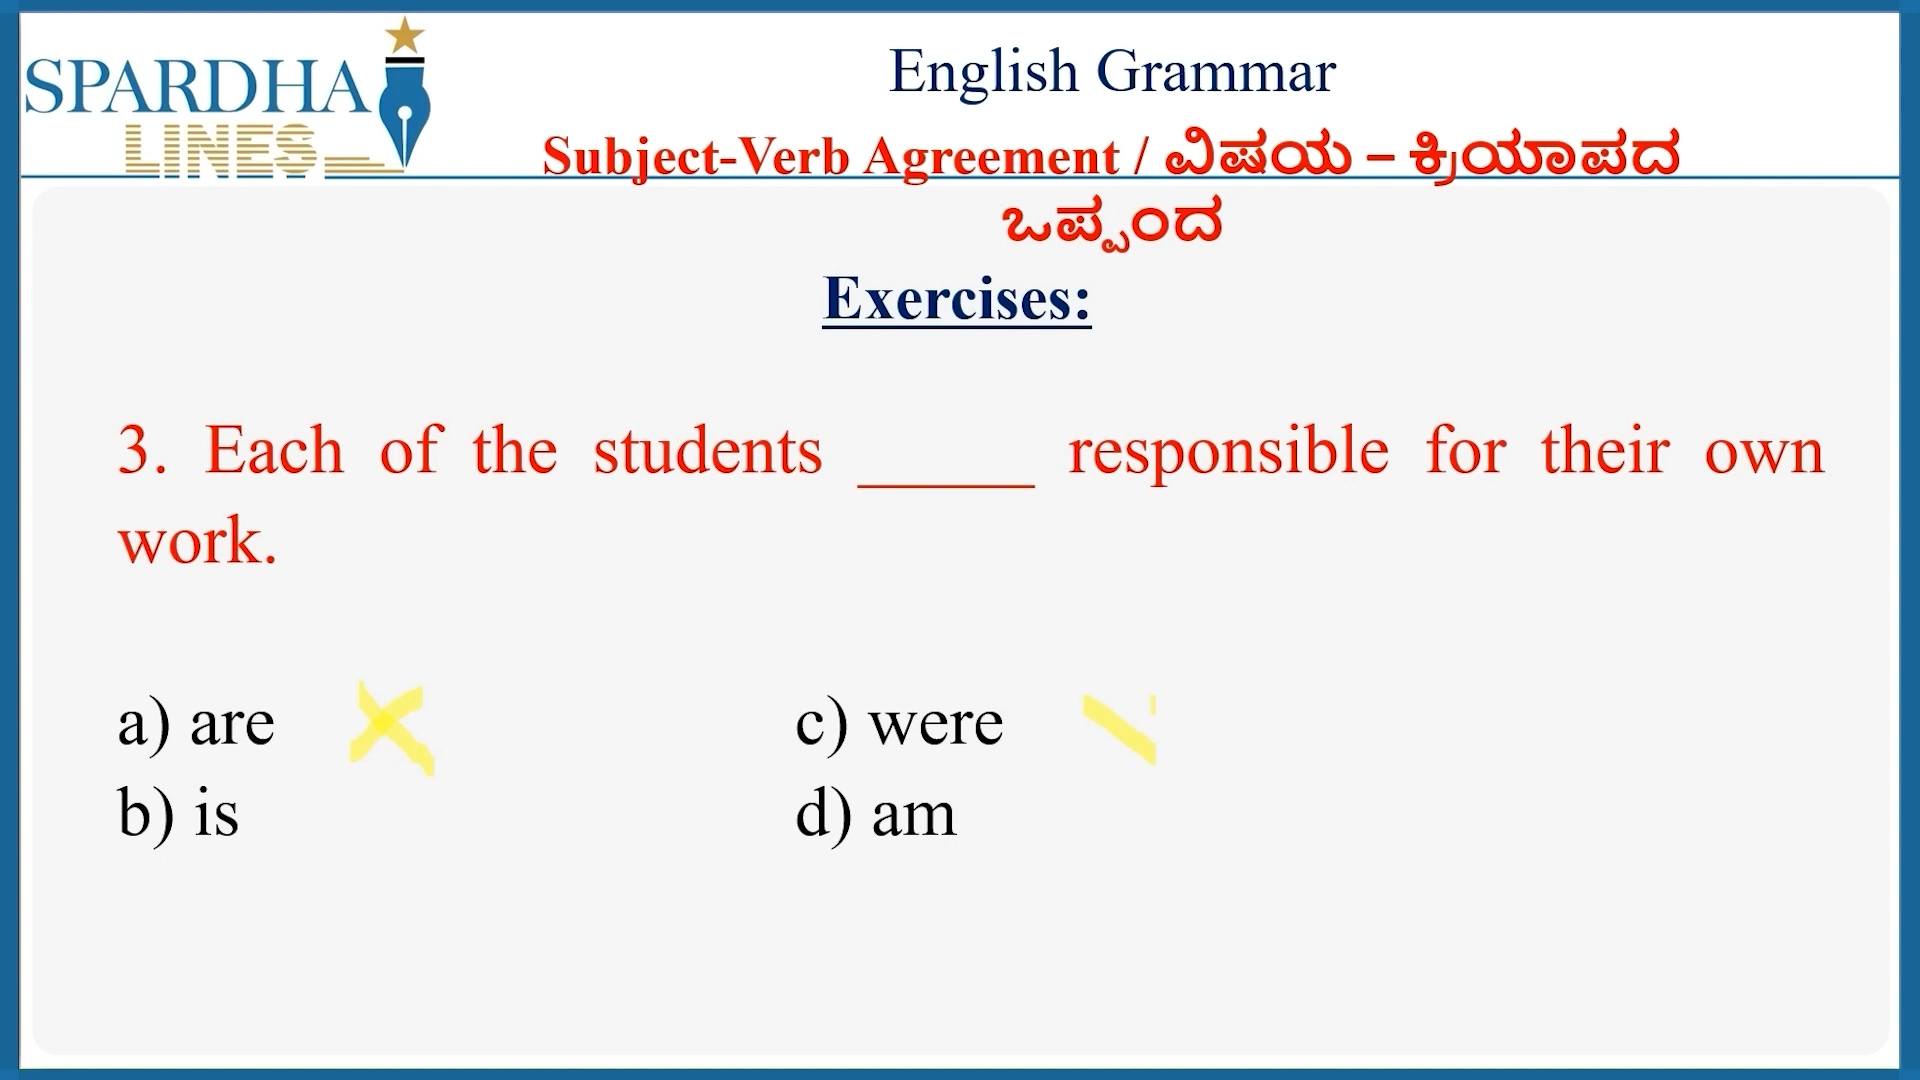 SPARDHA
LINES
English Grammar
Subject-Verb Agreement / ವಿಷಯ – ಕ್ರಿಯಾಪದ
ಒಪ್ಪಂದ
Exercises:
3. Each of the students _____ responsible for their own
work.
a) are
c) were
b) is
d) am